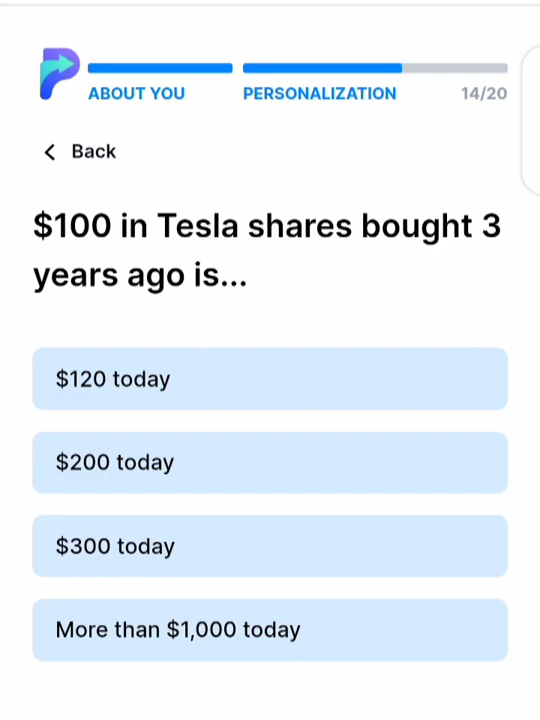 ABOUT YOU
PERSONALIZATION
14/20
Back
$100 in Tesla shares bought 3
years ago is...
$120 today
$200 today
$300 today
More than $1,000 today